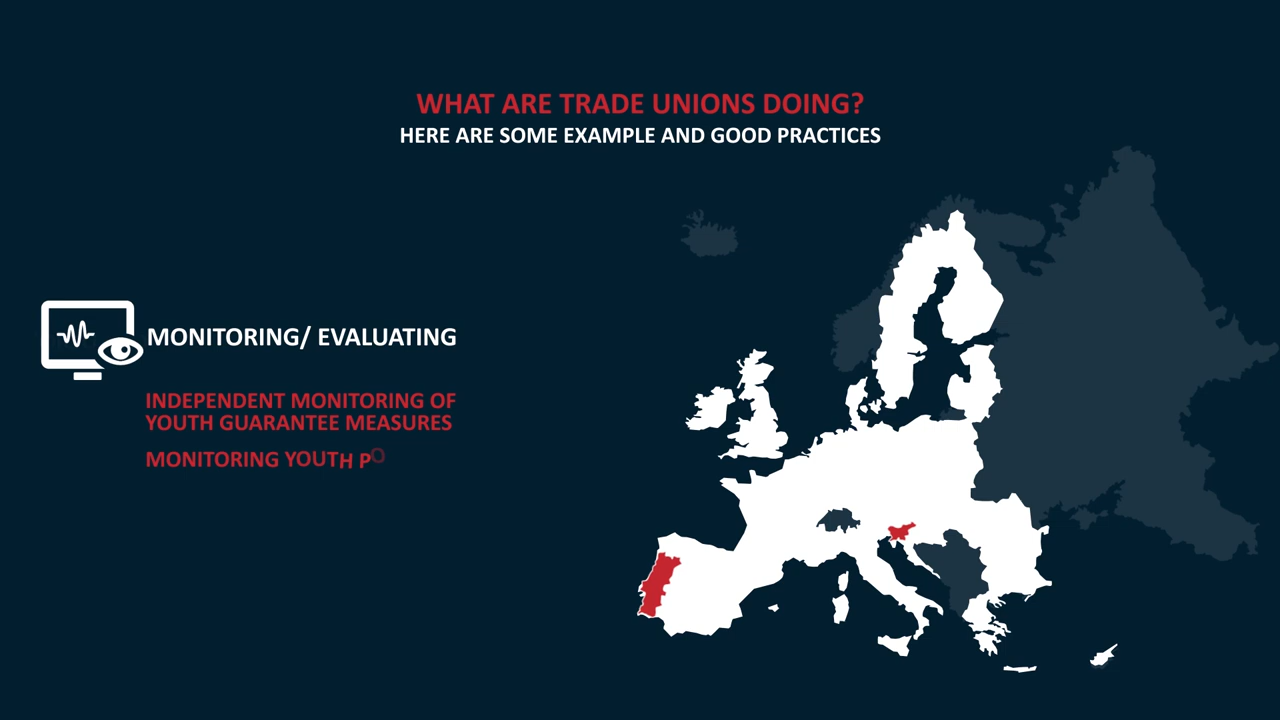 WHAT ARE TRADE UNIONS DOING?
HERE ARE SOME EXAMPLE AND GOOD PRACTICES
MONITORING/ EVALUATING
INDEPENDENT MONITORING OF
YOUTH GUARANTEE MEASURES
MONITORING YOUTH PO